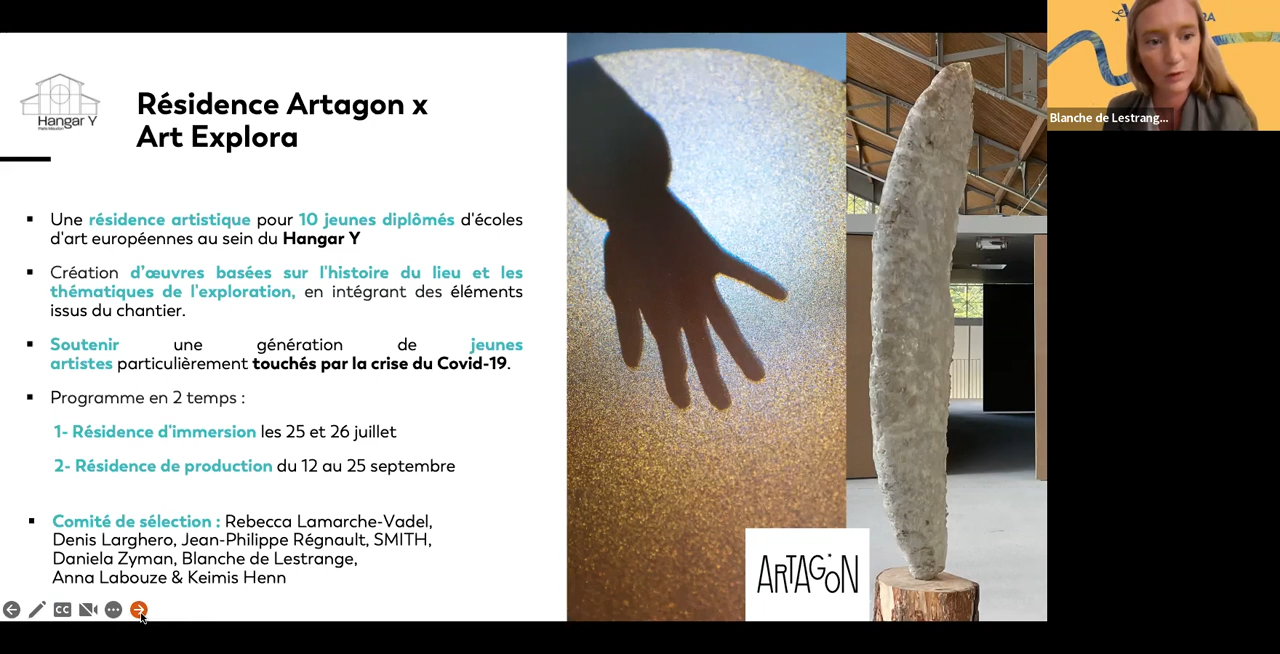 Hangar Y
Résidence Artagon x
Art Explora
Une résidence artistique pour 10 jeunes diplômés d'écoles
d'art européennes au sein du Hangar Y
Création d'œuvres basées sur l'histoire du lieu et les
thématiques de l'exploration, en intégrant des éléments
issus du chantier.
Soutenir une génération de jeunes
artistes particulièrement touchés par la crise du Covid-19.
Programme en 2 temps :
1- Résidence d'immersion les 25 et 26 juillet
2- Résidence de production du 12 au 25 septembre
Comité de sélection : Rebecca Lamarche-Vadel,
Denis Larghero, Jean-Philippe Régnault, SMITH,
Daniela Zyman, Blanche de Lestrange,
Anna Labouze & Keimis Henn
CC
ARTAGON
Blanche de Lestrang...